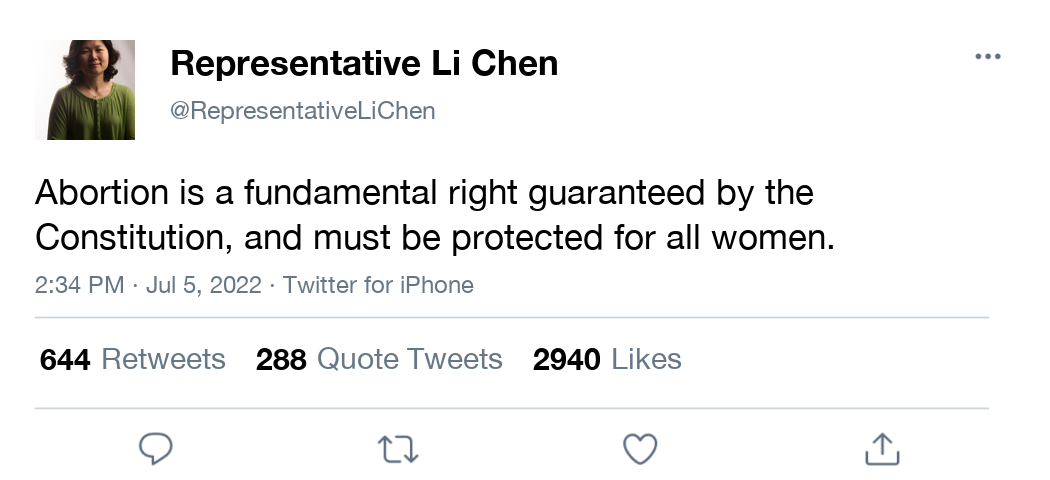 Representative Li Chen
@RepresentativeLiChen
Abortion is a fundamental right guaranteed by the
Constitution, and must be protected for all women.
2:34 PM · Jul 5, 2022 · Twitter for iPhone
644 Retweets 288 Quote Tweets 2940 Likes